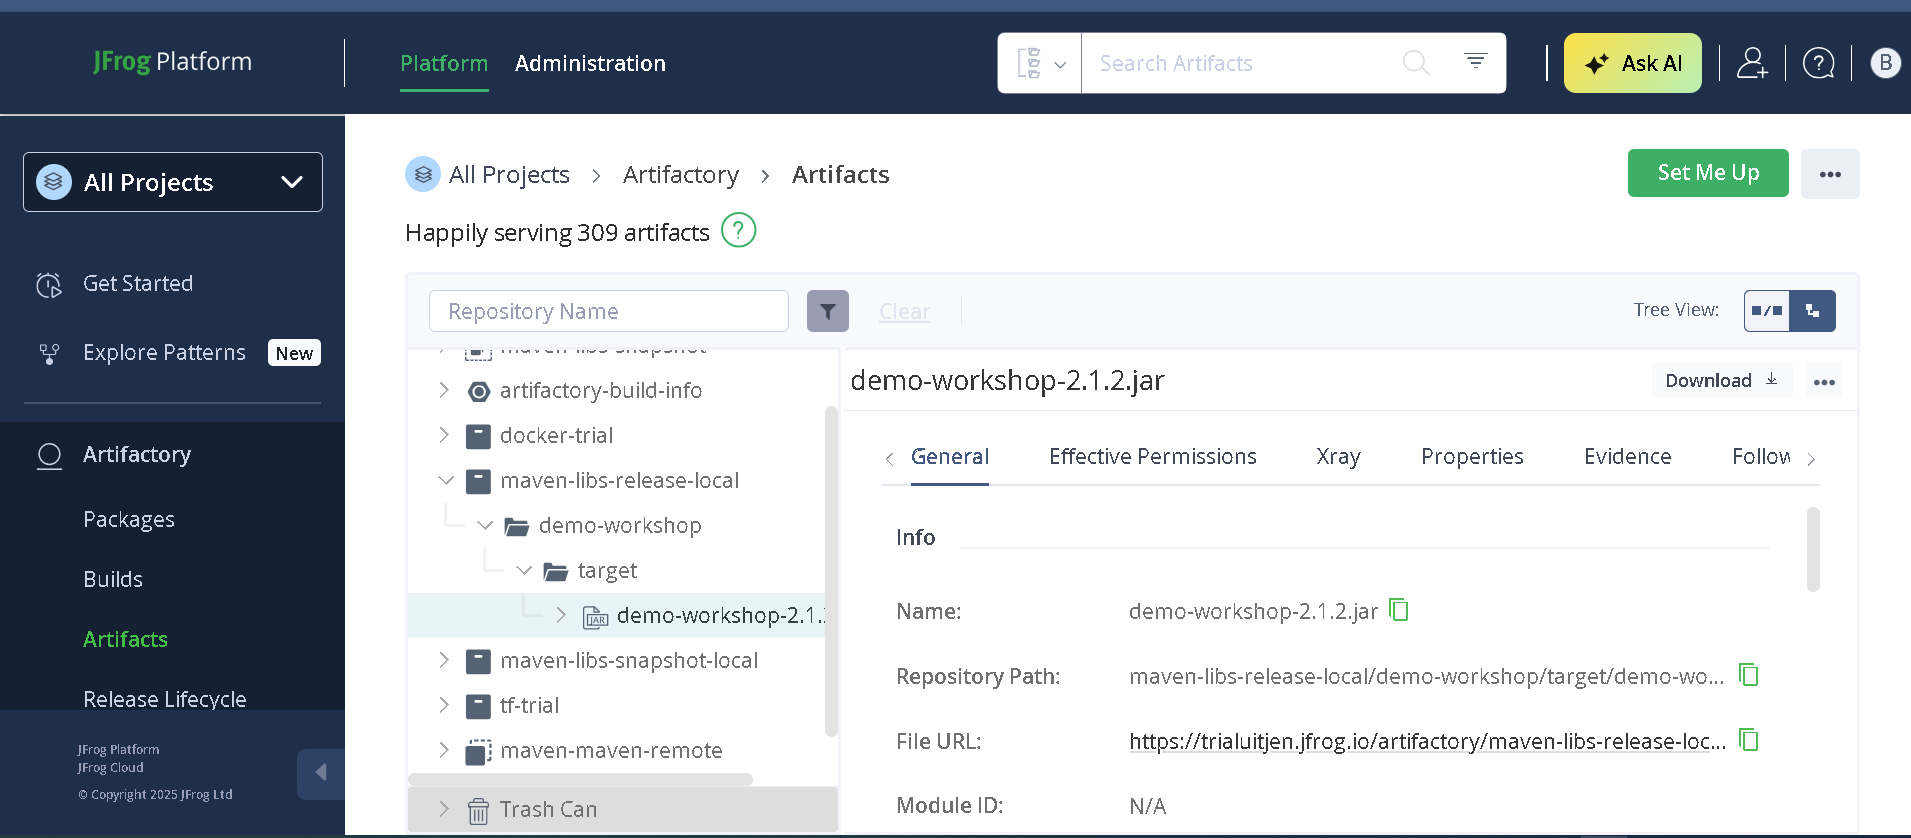 JFrog Platform
Platform
Administration
Search Artifacts
Ask AI
?
B
All Projects
Get Started
Explore Patterns
New
Artifactory
Packages
Builds
Artifacts
Release Lifecycle
JFrog Platform
JFrog Cloud
© Copyright 2025 JFrog Ltd
All Projects > Artifactory > Artifacts
Set Me Up
Happily serving 309 artifacts ?
Repository Name
Clear
Tree View:
maven-libs-snapshot
artifactory-build-info
docker-trial
maven-libs-release-local
demo-workshop
target
JAR demo-workshop-2.1.2
maven-libs-snapshot-local
tf-trial
maven-maven-remote
Trash Can
demo-workshop-2.1.2.jar
Download
General
Effective Permissions
Xray
Properties
Evidence
Follow
Info
Name: demo-workshop-2.1.2.jar
Repository Path: maven-libs-release-local/demo-workshop/target/demo-wo...
File URL: https://trialuitjen.jfrog.io/artifactory/maven-libs-release-loc...
Module ID: N/A